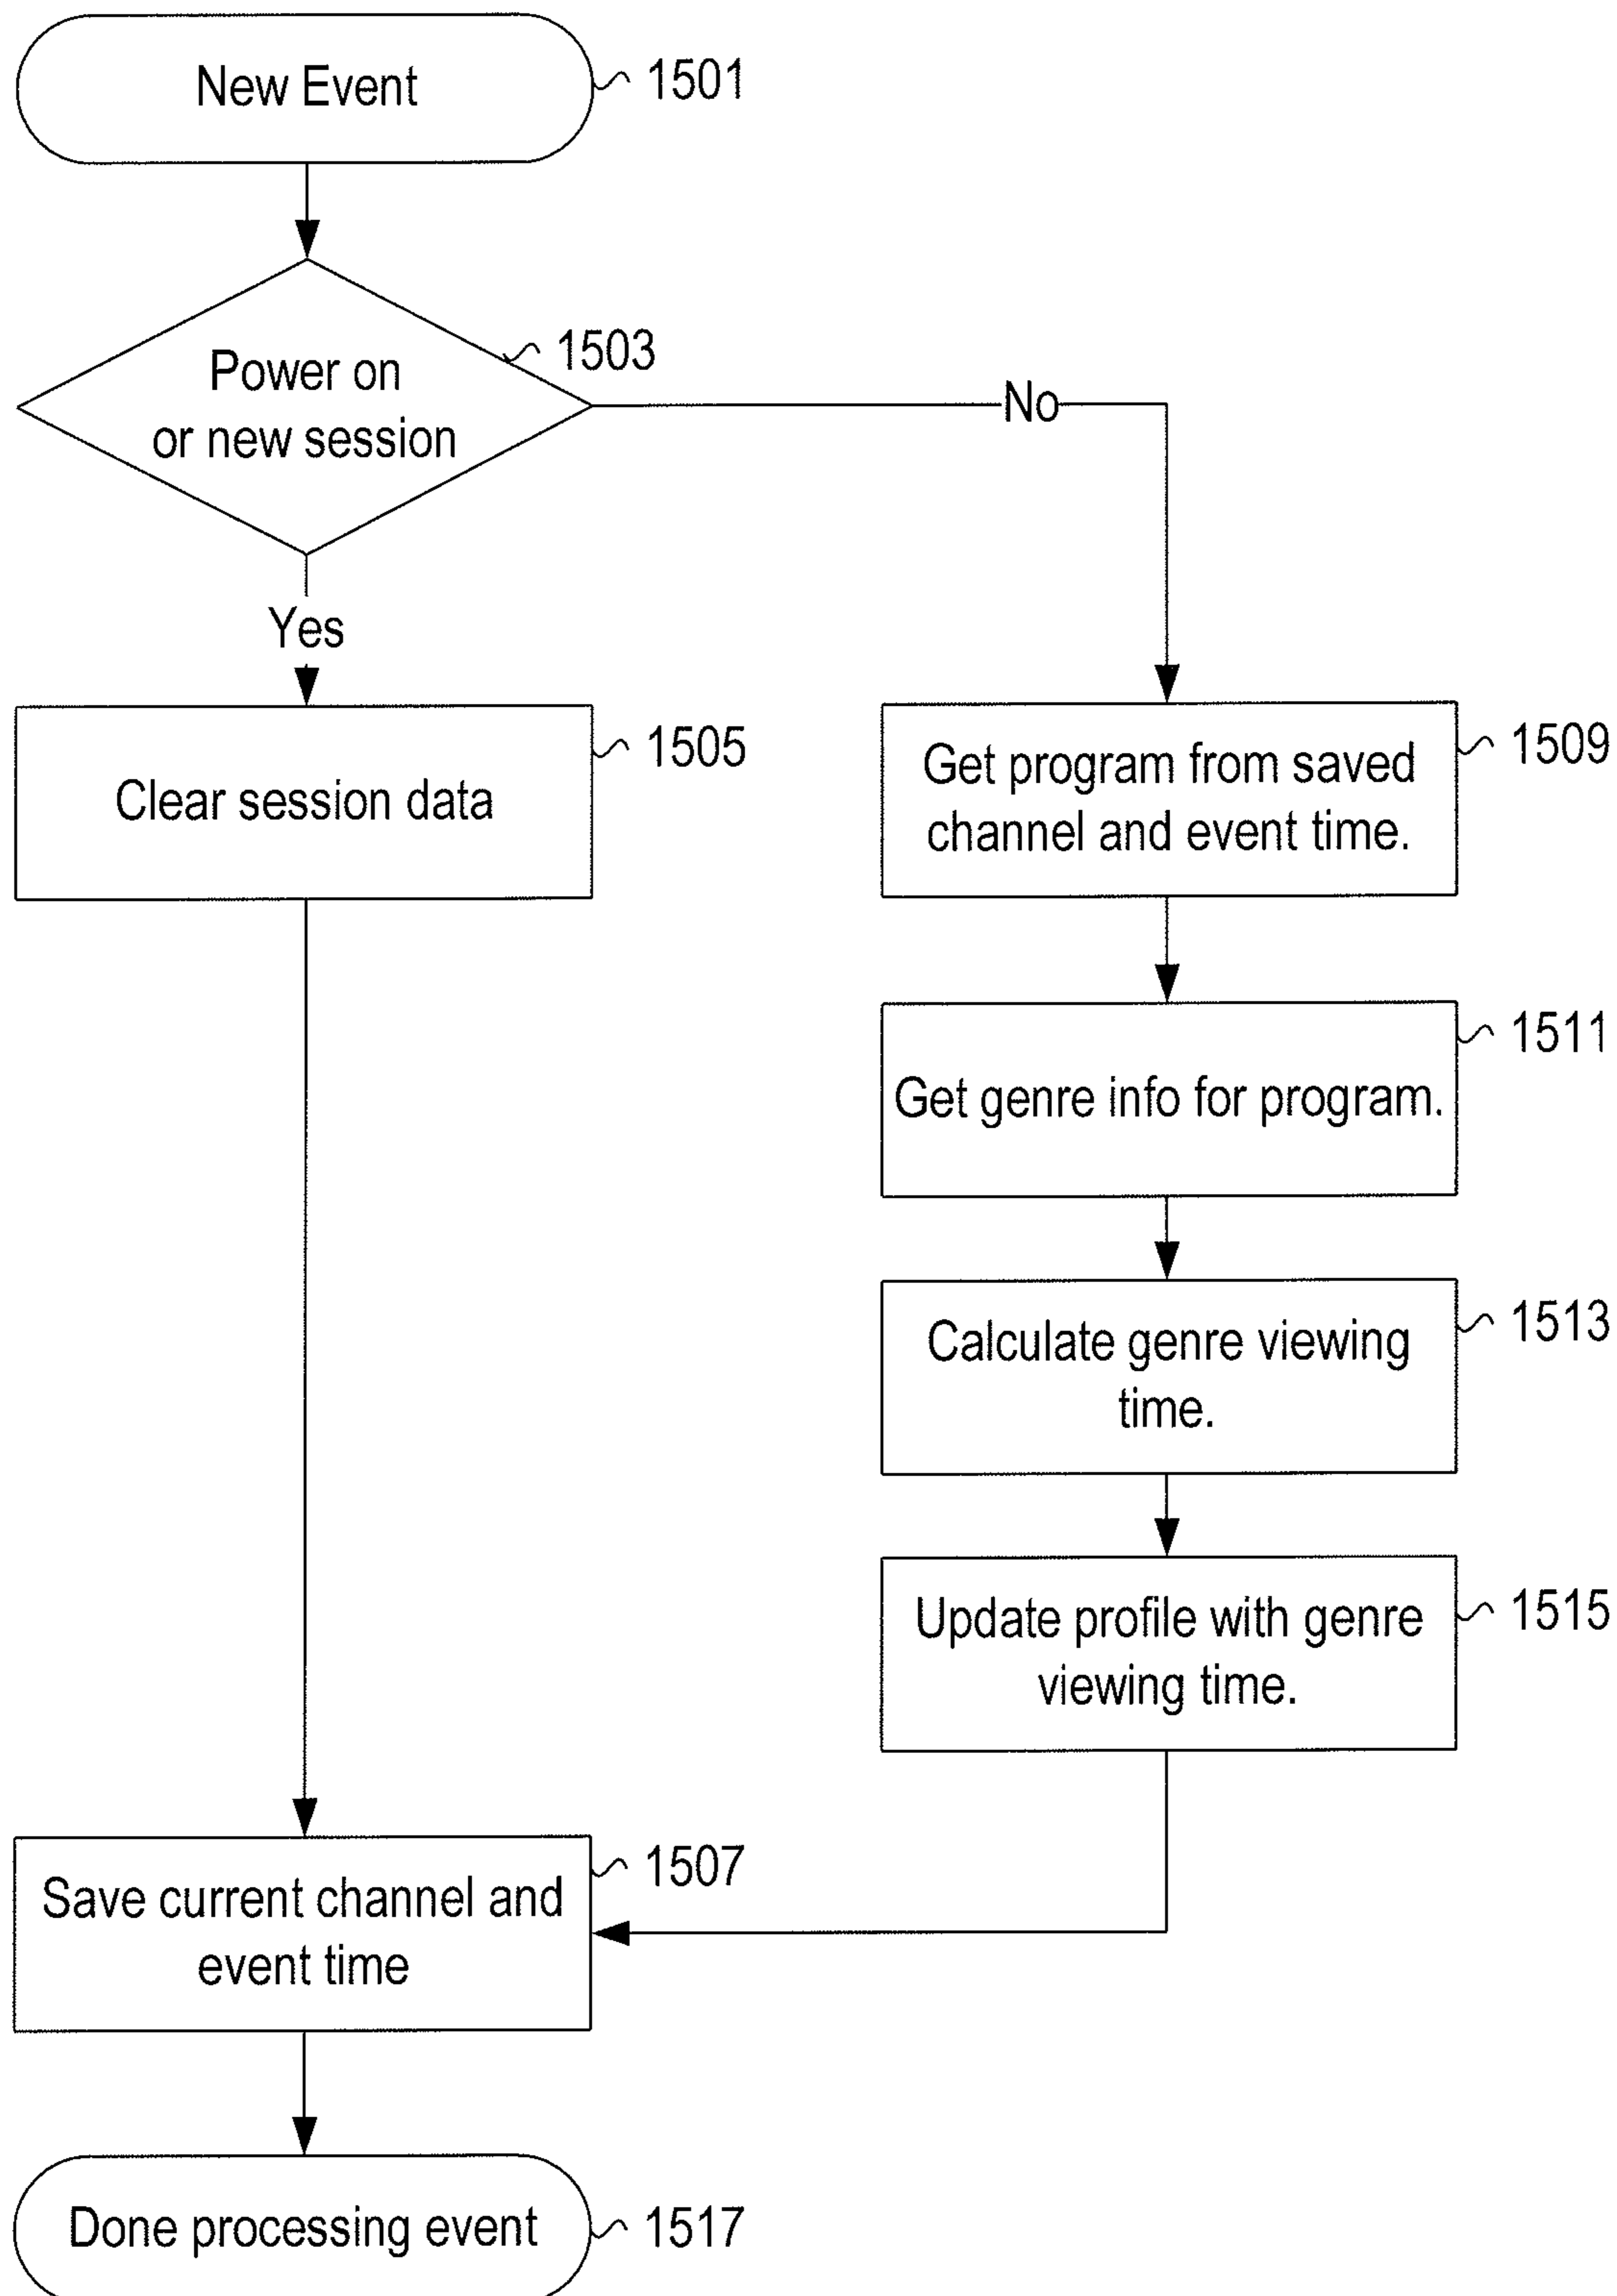 New Event
1501
1503
Power on
or new session
No
Yes
1505
Clear session data
1509
Get program from saved
channel and event time.
1511
Get genre info for program.
1513
Calculate genre viewing
time.
1515
Update profile with genre
viewing time.
1507
Save current channel and
event time
Done processing event
1517